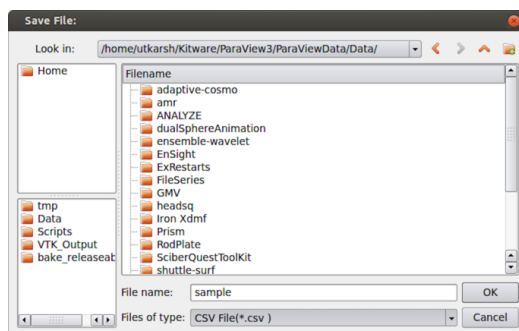 Save File:
Look in: /home/utkarsh/Kitware/ParaView3/ParaViewData/Data/
Home
Filename
adaptive-cosmo
amr
ANALYZE
dualSphereAnimation
ensemble-wavelet
EnSight
ExRestarts
FileSeries
GMV
headsq
Iron Xdmf
Prism
RodPlate
SciberQuestToolKit
shuttle-surf
tmp
Data
Scripts
VTK_Output
bake_releaseab
File name: sample OK
Files of type: CSV File(*.csv ) Cancel